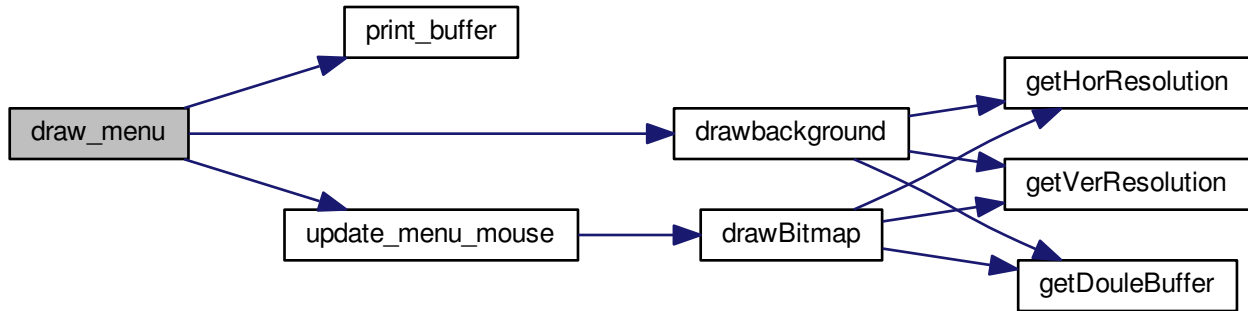 print_buffer
getHorResolution
draw_menu
drawbackground
getVerResolution
update_menu_mouse
drawBitmap
getDouleBuffer